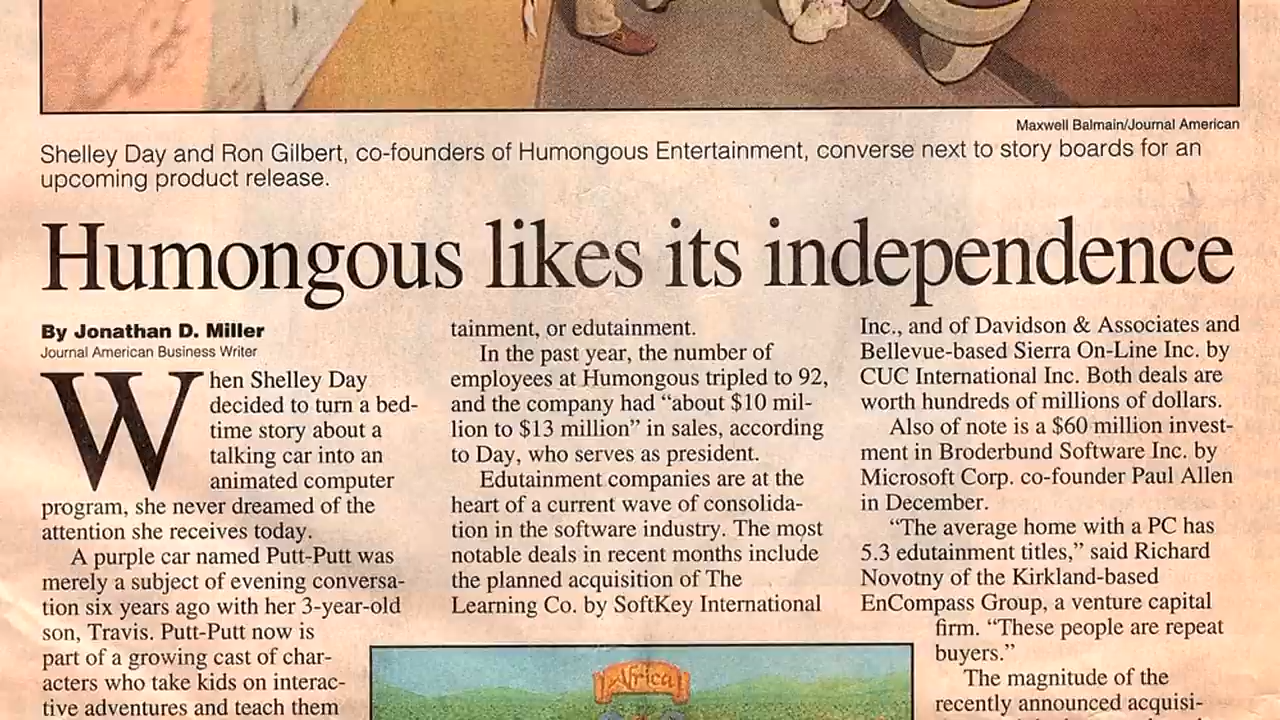 Maxwell Balmain/Journal American
Shelley Day and Ron Gilbert, co-founders of Humongous Entertainment, converse next to story boards for an
upcoming product release.
Humongous likes its independence
By Jonathan D. Miller
Journal American Business Writer
When Shelley Day
decided to turn a bed-
time story about a
talking car into an
animated computer
program, she never dreamed of the
attention she receives today.
A purple car named Putt-Putt was
merely a subject of evening conversa-
tion six years ago with her 3-year-old
son, Travis. Putt-Putt now is
part of a growing cast of char-
acters who take kids on interac-
tive adventures and teach them
tainment, or edutainment.
In the past year, the number of
employees at Humongous tripled to 92,
and the company had “about $10 mil-
lion to $13 million” in sales, according
to Day, who serves as president.
Edutainment companies are at the
heart of a current wave of consolida-
tion in the software industry. The most
notable deals in recent months include
the planned acquisition of The
Learning Co. by SoftKey International
Africa
Inc., and of Davidson & Associates and
Bellevue-based Sierra On-Line Inc. by
CUC International Inc. Both deals are
worth hundreds of millions of dollars.
Also of note is a $60 million invest-
ment in Broderbund Software Inc. by
Microsoft Corp. co-founder Paul Allen
in December.
“The average home with a PC has
5.3 edutainment titles,” said Richard
Novotny of the Kirkland-based
EnCompass Group, a venture capital
firm. “These people are repeat
buyers.”
The magnitude of the
recently announced acquisi-